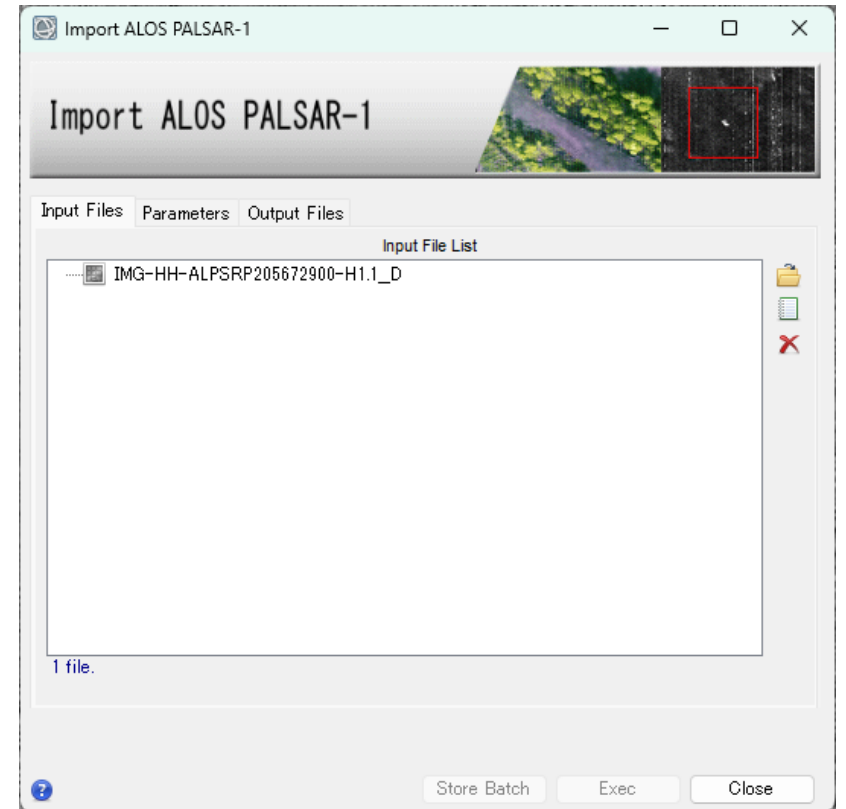 Import ALOS PALSAR-1
Import ALOS PALSAR-1
Input Files Parameters Output Files
Input File List
IMG-HH-ALPSRP205672900-H1.1__D
1 file.
Store Batch Exec Close